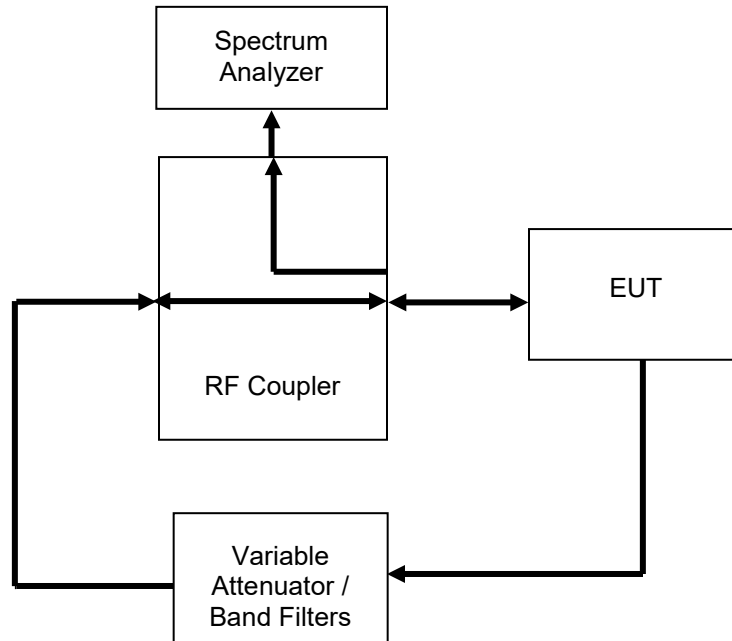 Spectrum
Analyzer
EUT
RF Coupler
Variable
Attenuator /
Band Filters